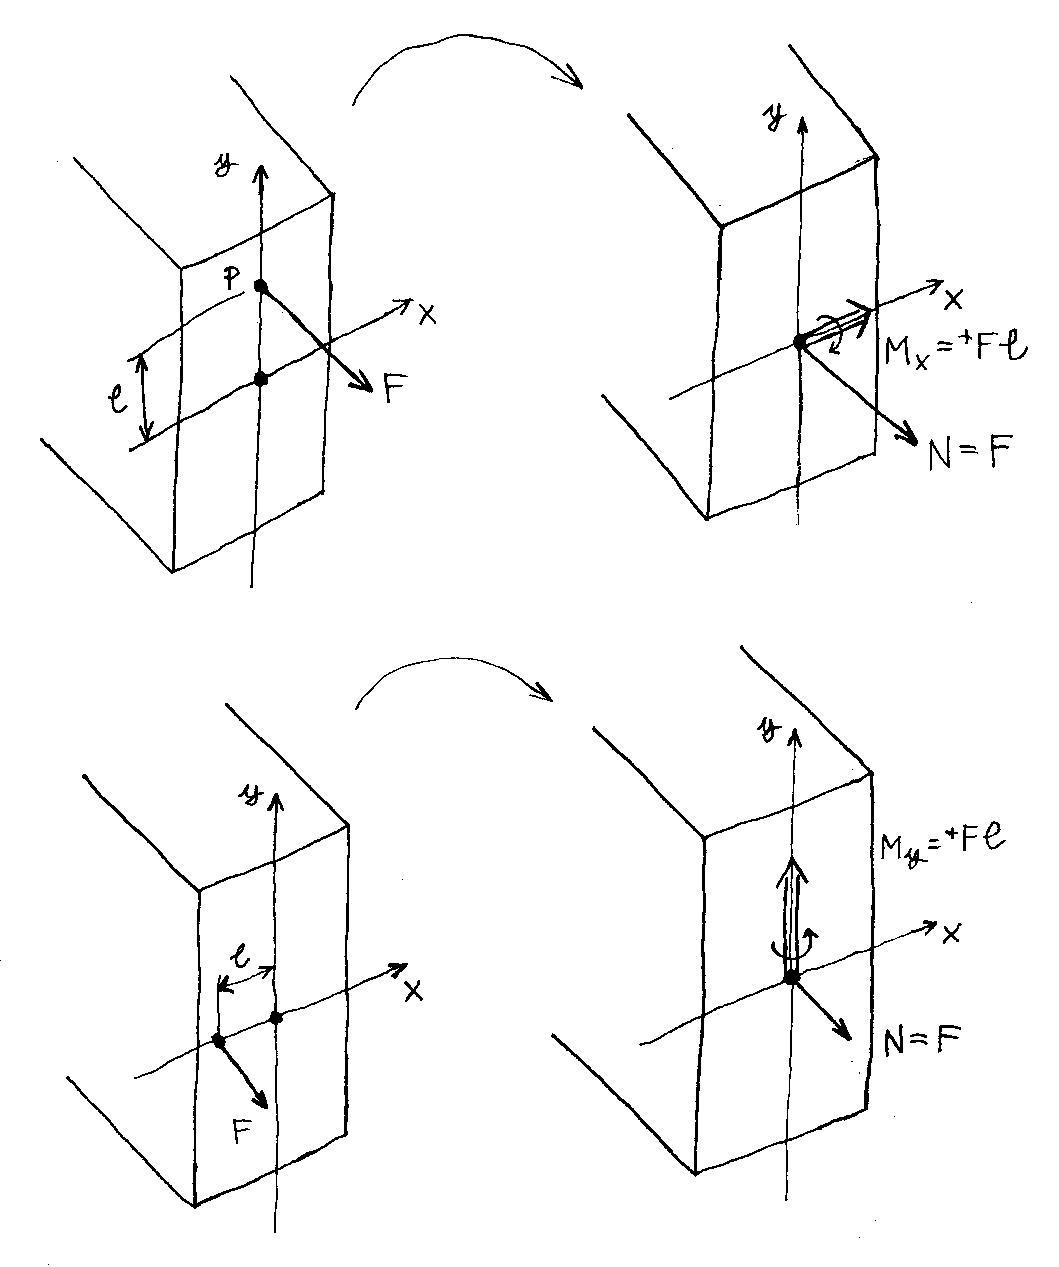 y
P
x
ℓ
F
y
x
Mx = +Fℓ
N = F
y
ℓ
x
F
y
My = +Fℓ
x
N = F